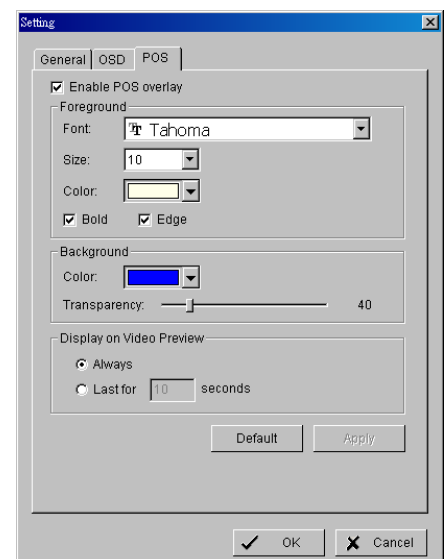 Setting
General OSD POS
Enable POS overlay
Foreground
Font: Tahoma
Size: 10
Color:
Bold Edge
Background
Color:
Transparency: 40
Display on Video Preview
Always
Last for 10 seconds
Default Apply
OK Cancel